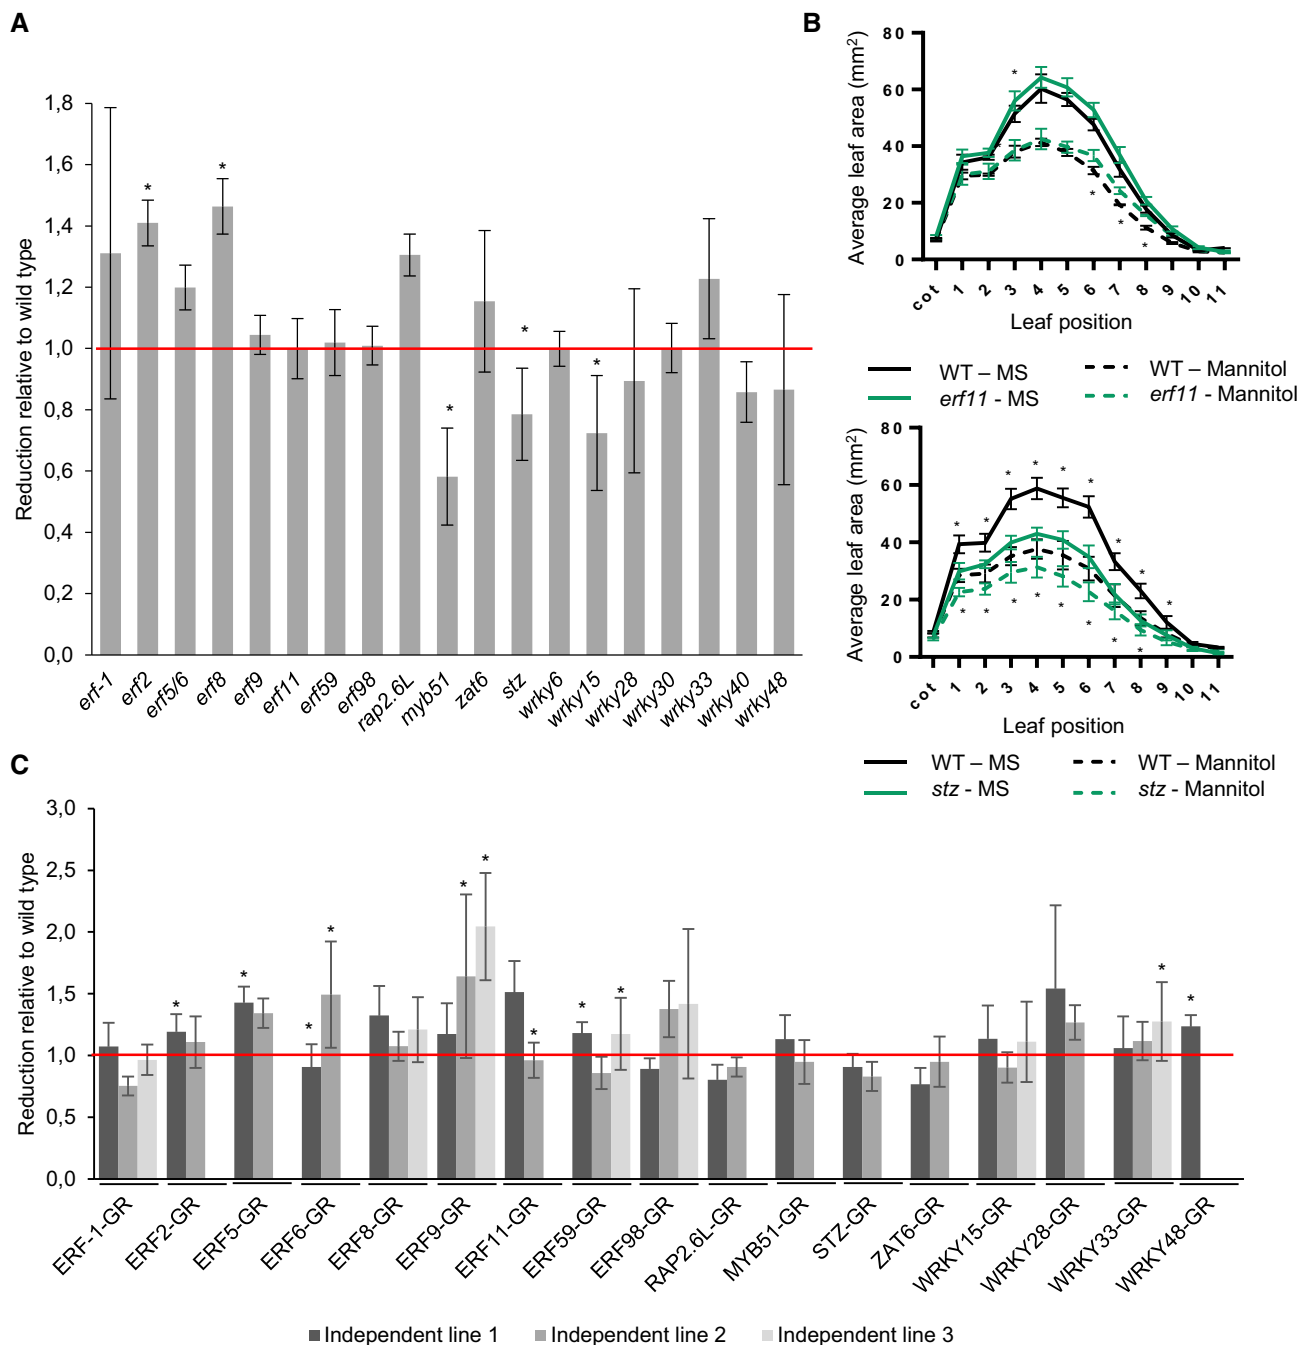 A
Reduction relative to wild type
1,8
1,6
1,4
1,2
1,0
0,8
0,6
0,4
0,2
0,0
* * * * *
erf-1 erf2 erf5/6 erf8 erf9 erf11 erf59 erf98 rap2.6L myb51 zat6 stz wrky6 wrky15 wrky28 wrky30 wrky33 wrky40 wrky48
B
Average leaf area (mm²)
80
60
40
20
0
* * * * *
cot 1 2 3 4 5 6 7 8 9 10 11
Leaf position
WT – MS WT – Mannitol
erf11 - MS erf11 - Mannitol
Average leaf area (mm²)
80
60
40
20
0
* * * * * * * * *
* * * * * * * *
cot 1 2 3 4 5 6 7 8 9 10 11
Leaf position
WT – MS WT – Mannitol
stz - MS stz - Mannitol
C
Reduction relative to wild type
3,0
2,5
2,0
1,5
1,0
0,5
0,0
* * * * * * * * * * *
ERF-1-GR ERF2-GR ERF5-GR ERF6-GR ERF8-GR ERF9-GR ERF11-GR ERF59-GR ERF98-GR RAP2.6L-GR MYB51-GR STZ-GR ZAT6-GR WRKY15-GR WRKY28-GR WRKY33-GR WRKY48-GR
Independent line 1 Independent line 2 Independent line 3